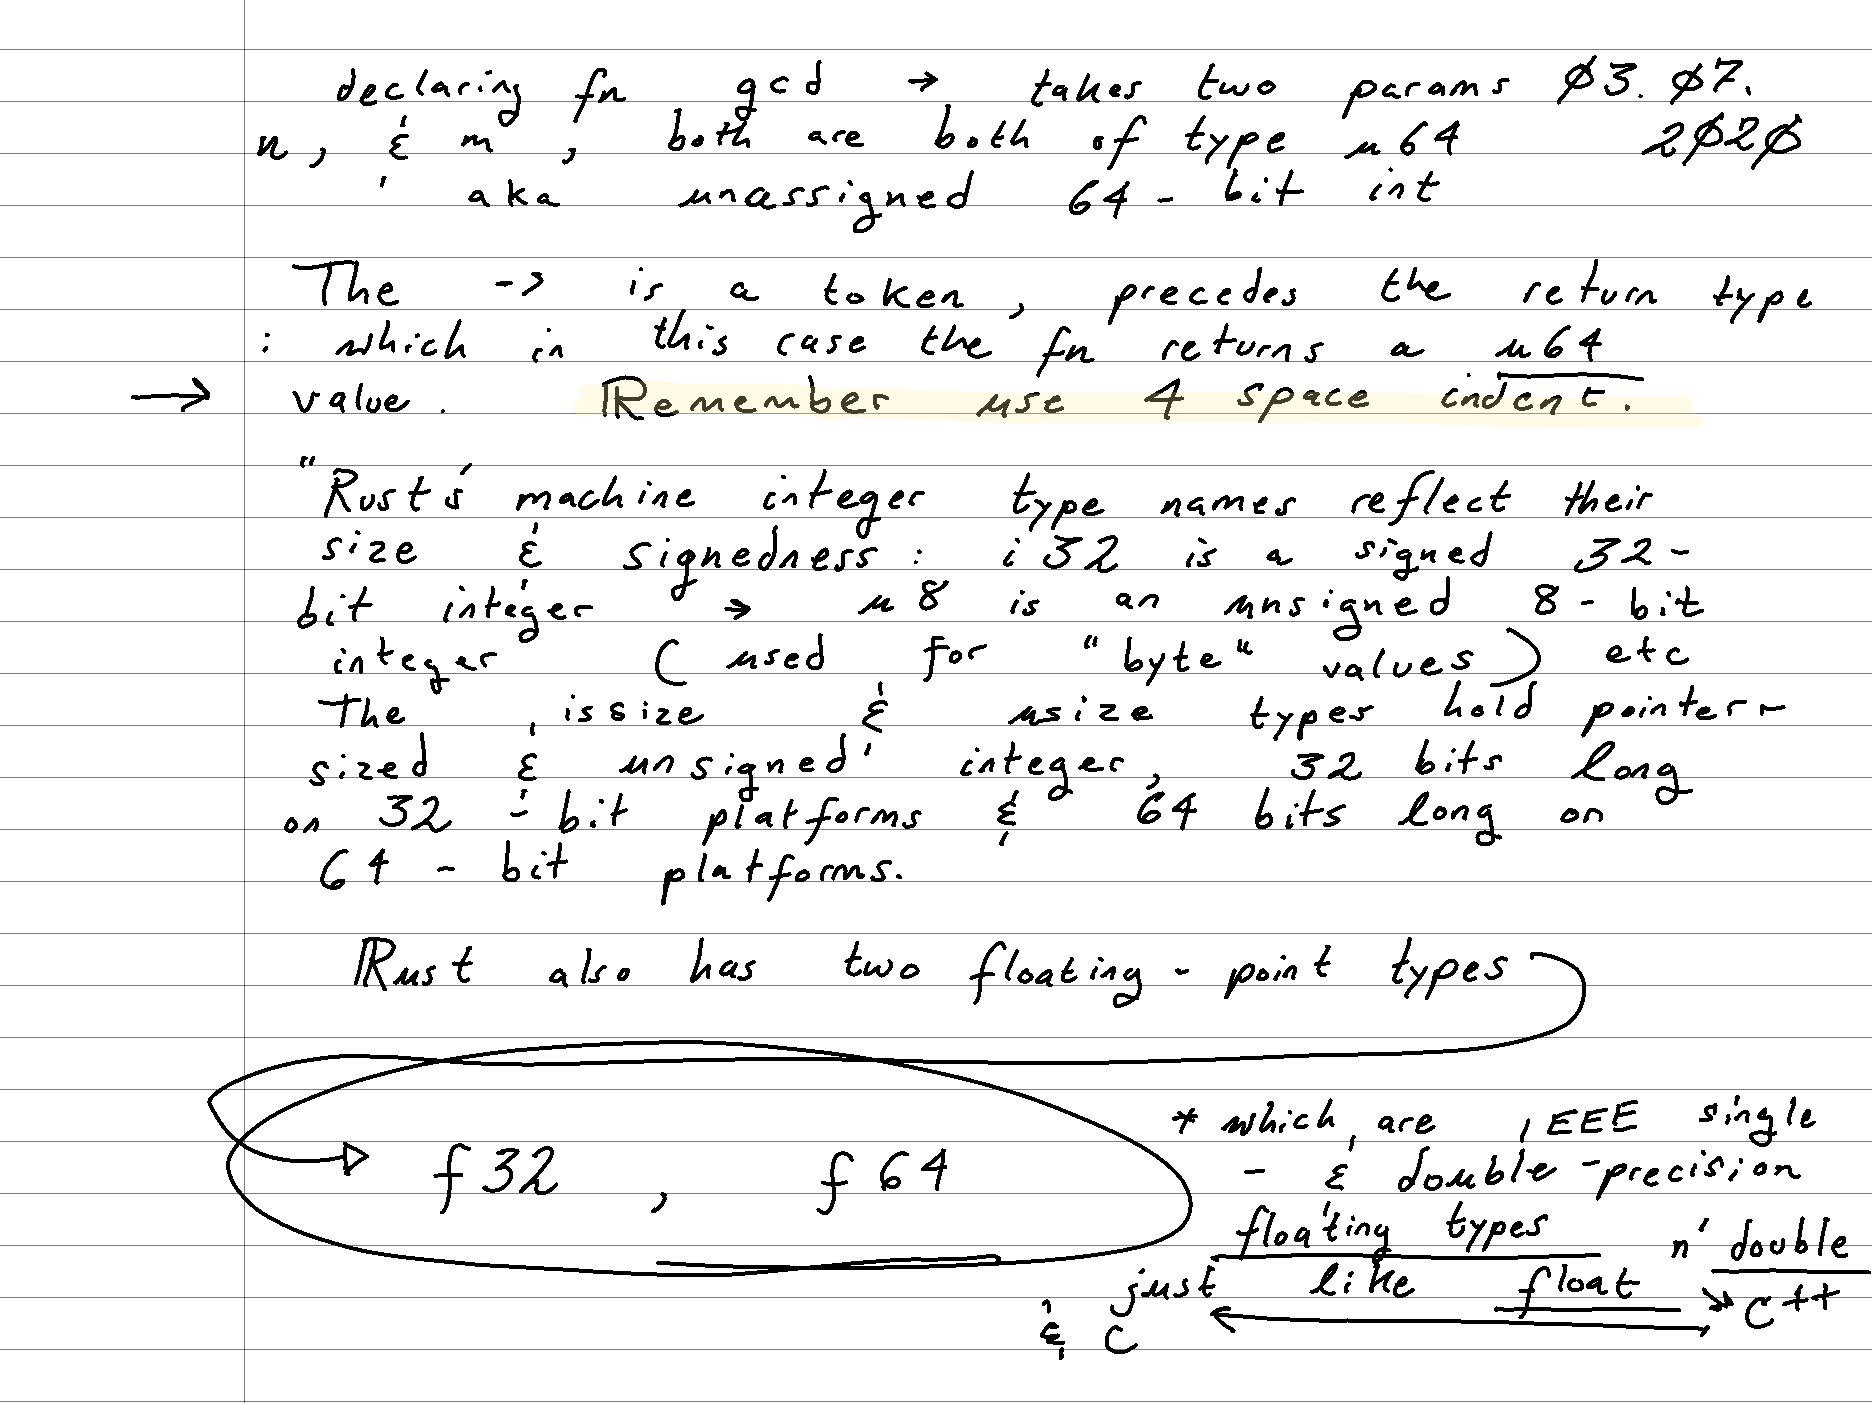 declaring fn gcd → takes two params Ø3. Ø7.
n, & m, both are both of type u64 2Ø2Ø
aka unassigned 64-bit int
The -> is a token, precedes the return type
: which in this case the fn returns a u64
→ value. Remember use 4 space indent.
"Rust's machine integer type names reflect their
size & signedness: i32 is a signed 32-
bit integer → u8 is an unsigned 8-bit
integer (used for "byte" values) etc
The issize & usize types hold pointer-
sized & unsigned integer, 32 bits long
on 32-bit platforms & 64 bits long on
64-bit platforms.
Rust also has two floating-point types
f32, f64
* which are IEEE single
- & double-precision
floating types
just like float n' double
& C C++